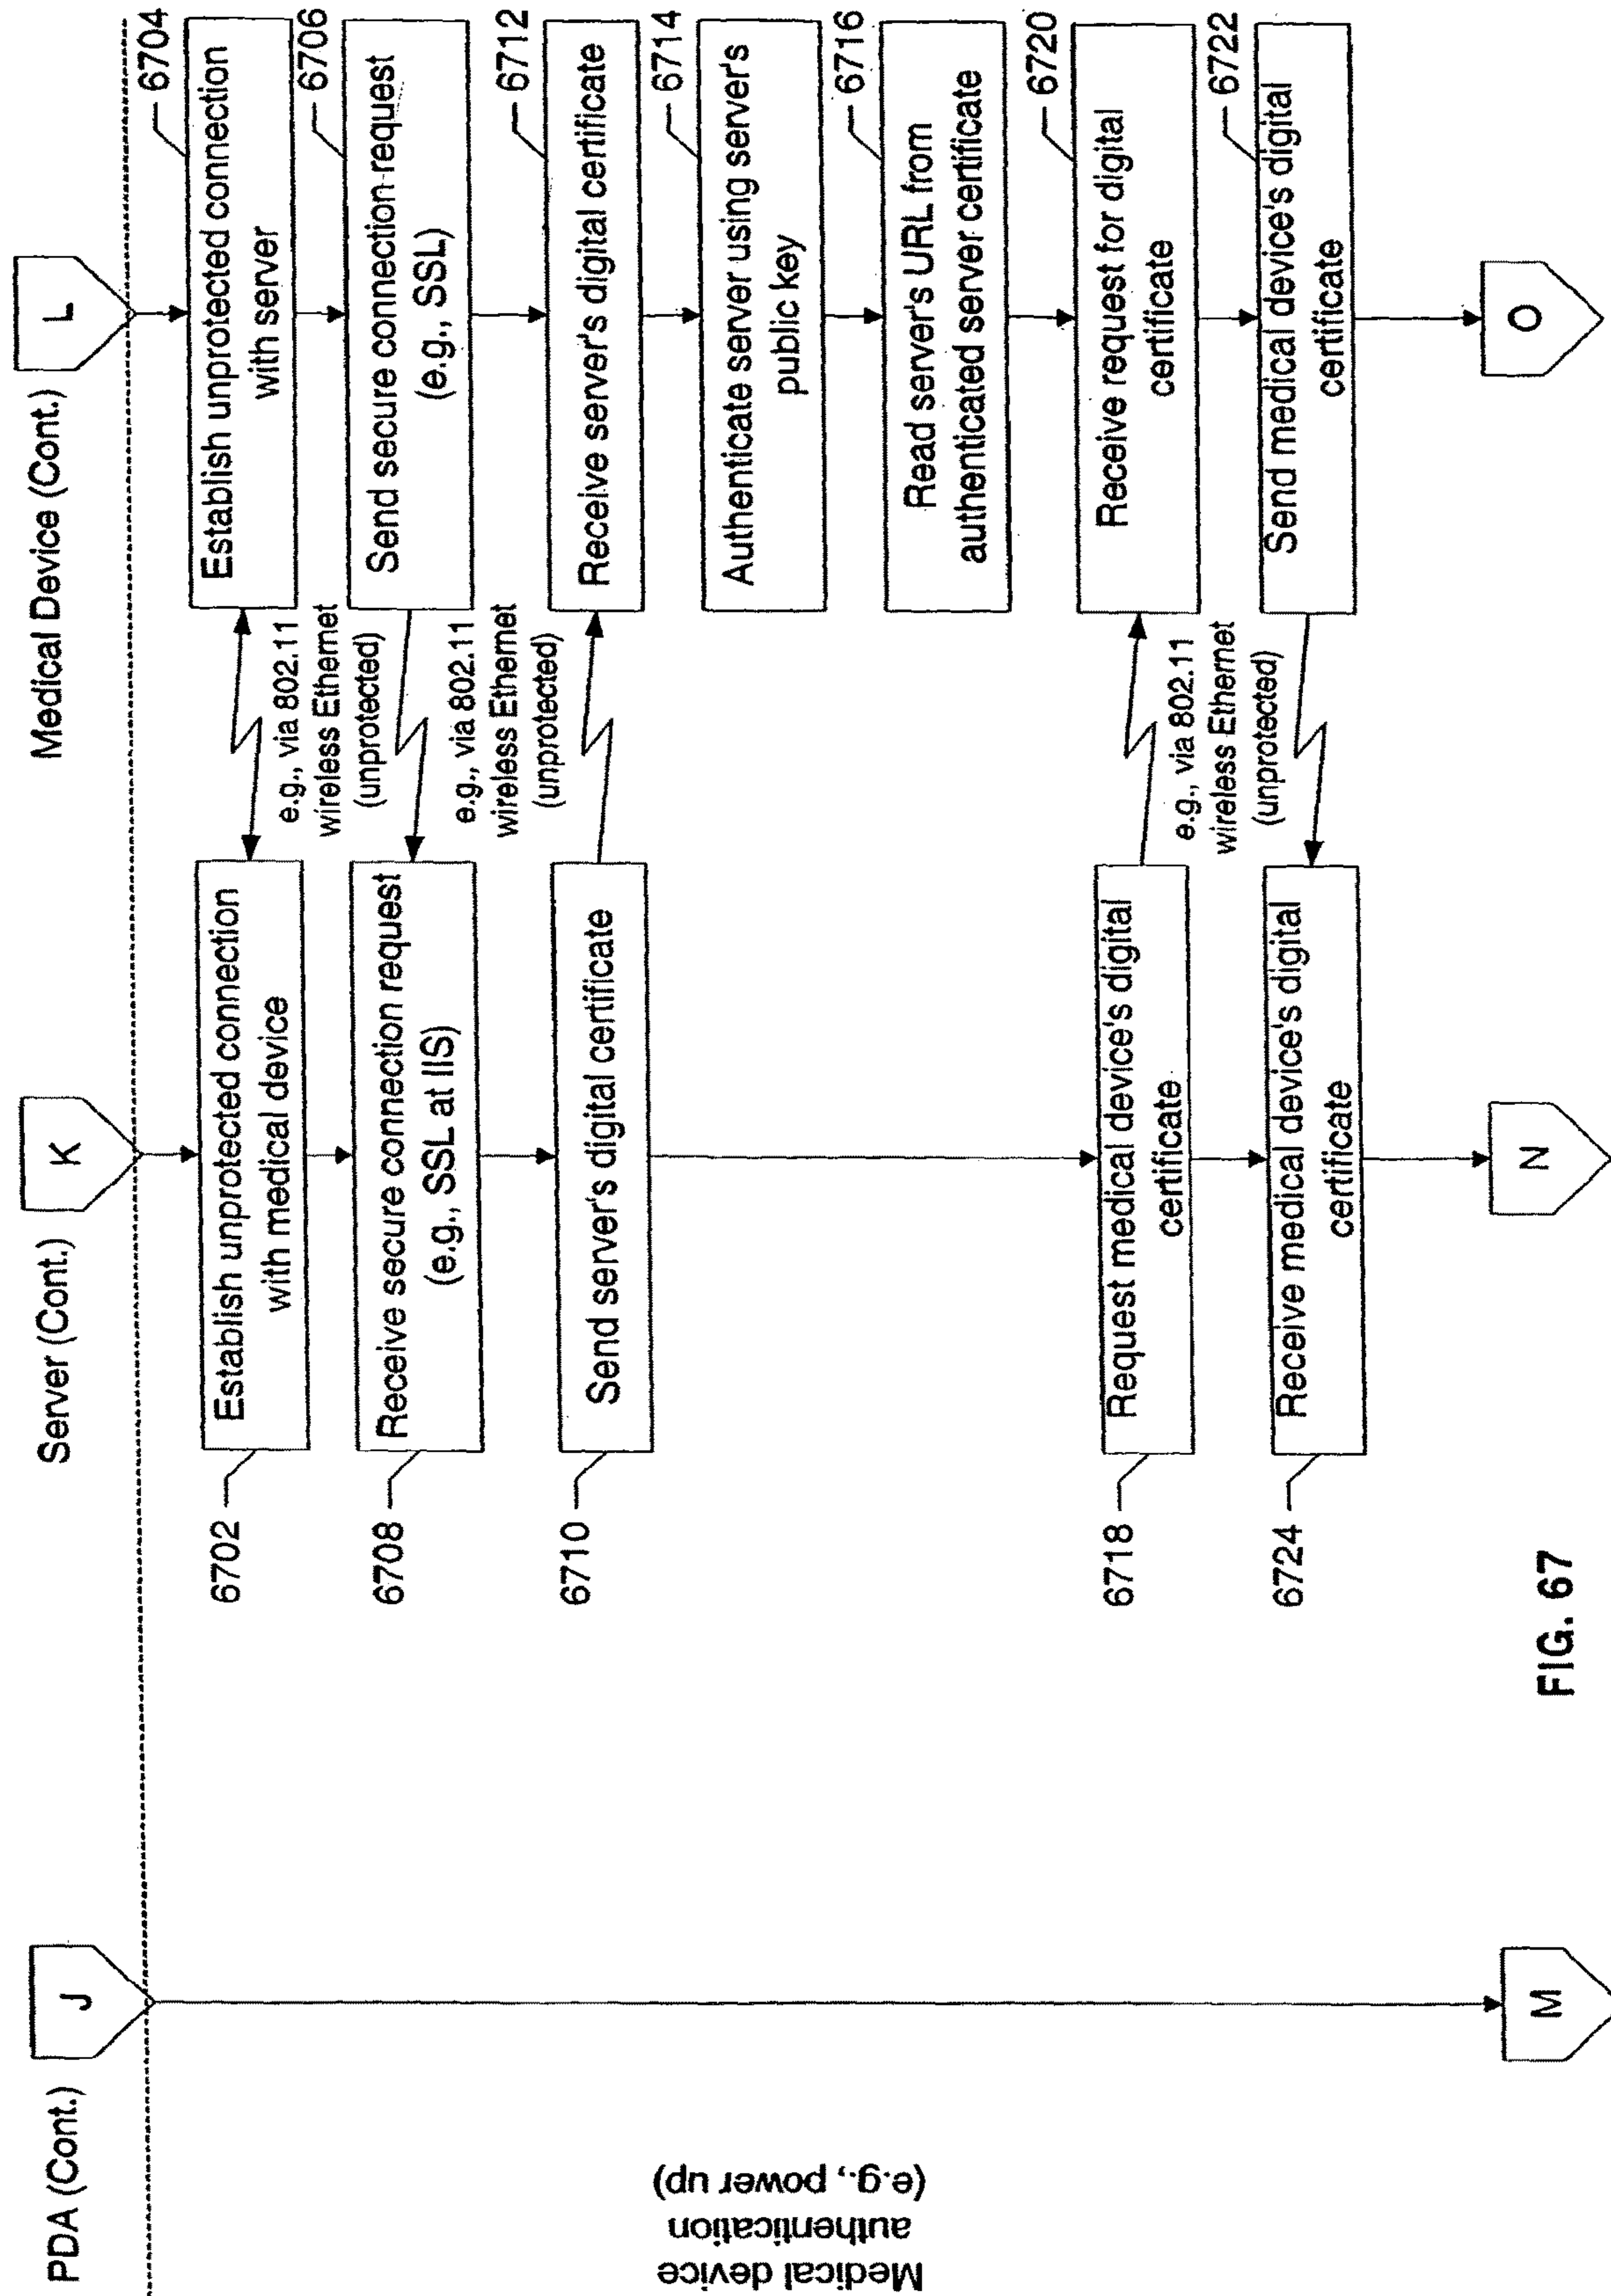 PDA (Cont.)
Server (Cont.)
Medical Device (Cont.)
J
K
L
Medical device
authentication
(e.g., power up)
6702
Establish unprotected connection
with medical device
e.g., via 802.11
wireless Ethernet
(unprotected)
Establish unprotected connection
with server
6704
6708
Receive secure connection request
(e.g., SSL at IIS)
e.g., via 802.11
wireless Ethernet
(unprotected)
Send secure connection request
(e.g., SSL)
6706
6710
Send server's digital certificate
Receive server's digital certificate
6712
Authenticate server using server's
public key
6714
Read server's URL from
authenticated server certificate
6716
6718
Request medical device's digital
certificate
e.g., via 802.11
wireless Ethernet
(unprotected)
Receive request for digital
certificate
6720
6724
Receive medical device's digital
certificate
Send medical device's digital
certificate
6722
M
N
O
FIG. 67